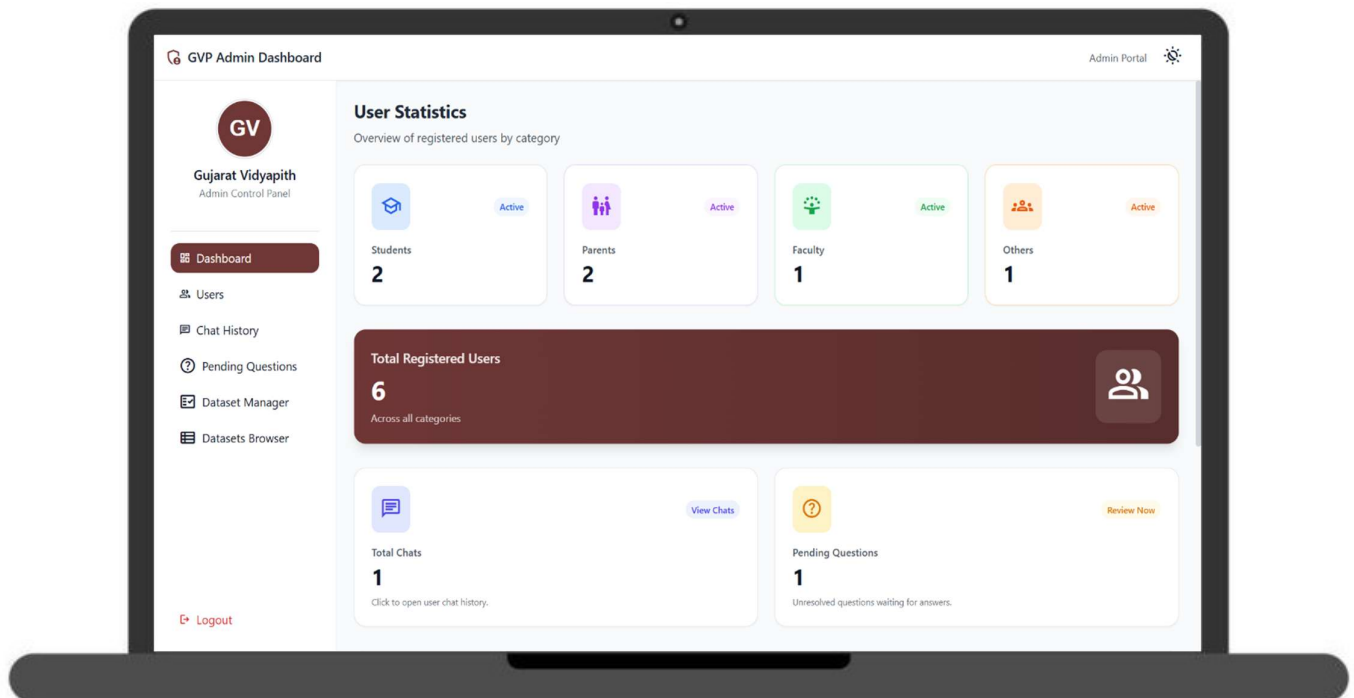 GVP Admin Dashboard
Admin Portal
GV
Gujarat Vidyapith
Admin Control Panel
Dashboard
Users
Chat History
Pending Questions
Dataset Manager
Datasets Browser
Logout
User Statistics
Overview of registered users by category
Active
Students
2
Active
Parents
2
Active
Faculty
1
Active
Others
1
Total Registered Users
6
Across all categories
View Chats
Total Chats
1
Click to open user chat history.
Review Now
Pending Questions
1
Unresolved questions waiting for answers.